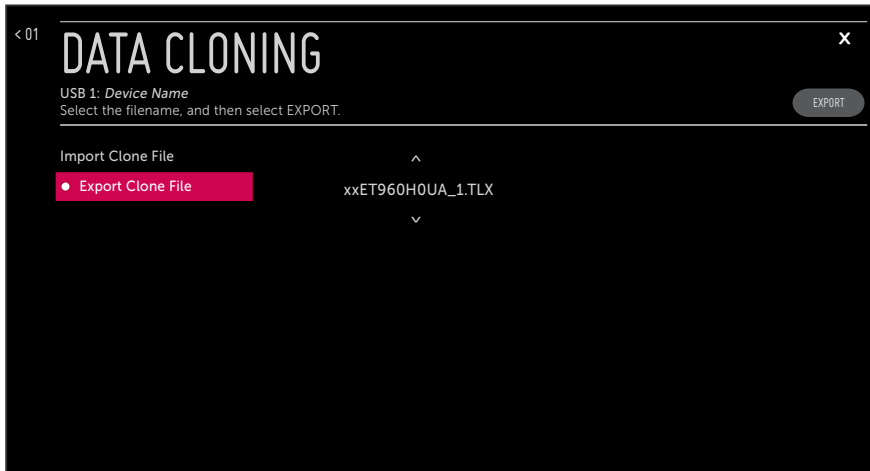 < 01
DATA CLONING
X
USB 1: Device Name
Select the filename, and then select EXPORT.
EXPORT
Import Clone File
Export Clone File
xxET960H0UA_1.TLX